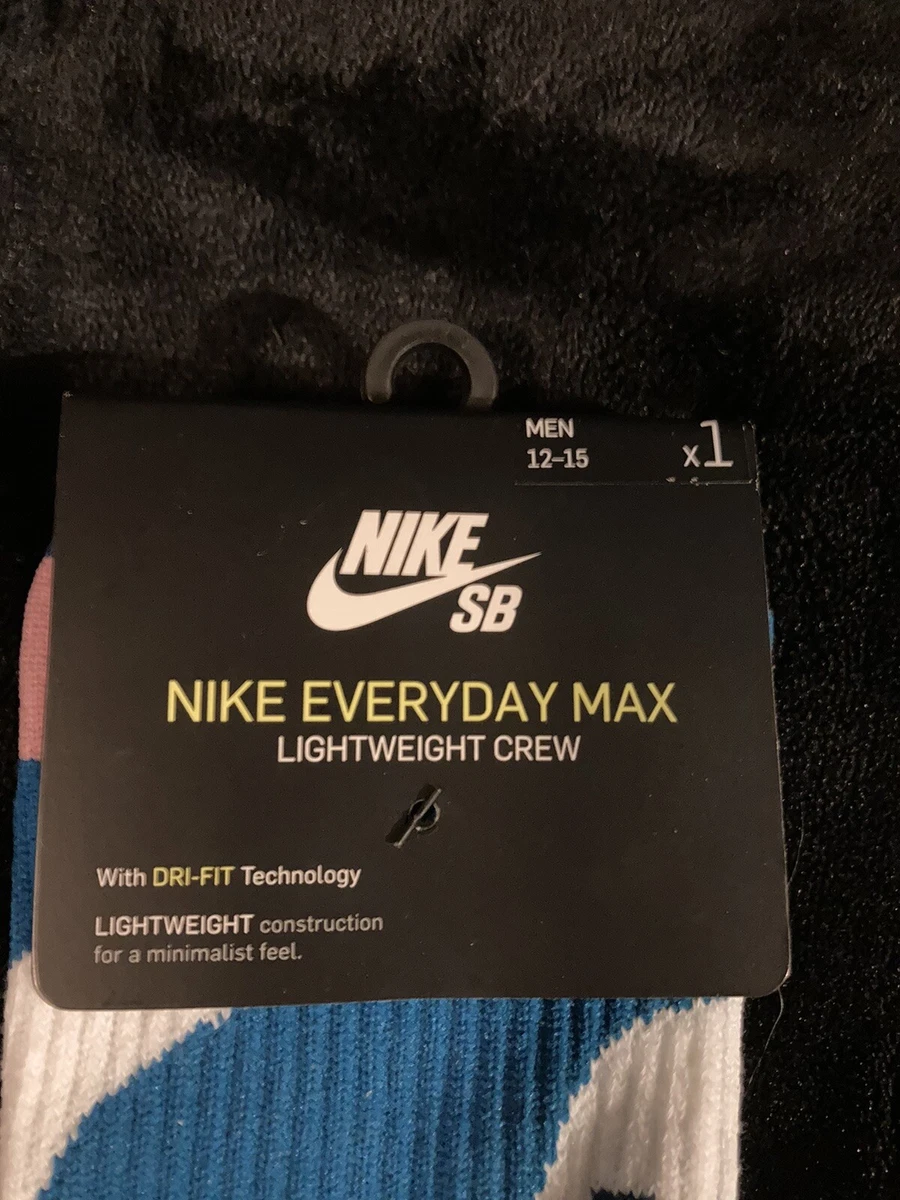 MEN
12–15
x1
NIKE
SB
NIKE EVERYDAY MAX
LIGHTWEIGHT CREW
With DRI-FIT Technology
LIGHTWEIGHT construction
for a minimalist feel.